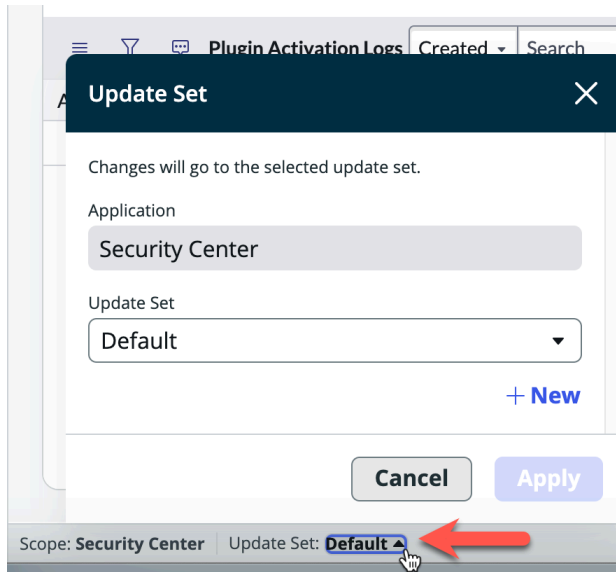 Plugin Activation Logs Created Search
Update Set
Changes will go to the selected update set.
Application
Security Center
Update Set
Default
+ New
Cancel Apply
Scope: Security Center Update Set: Default